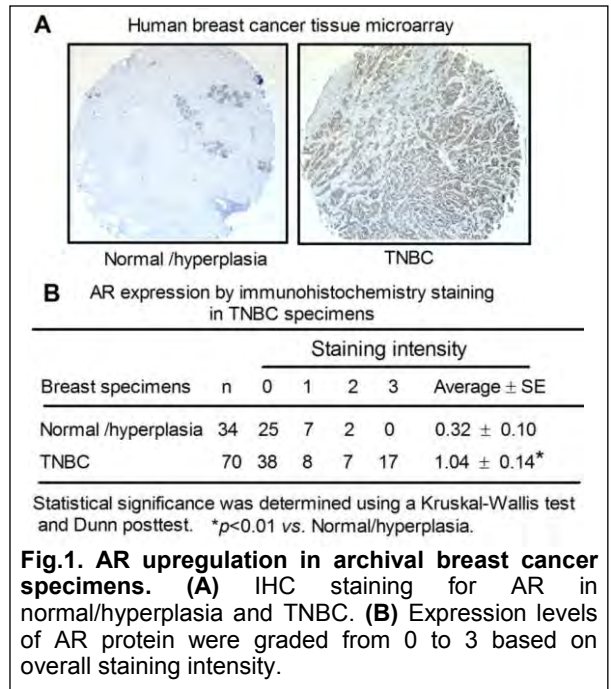 A Human breast cancer tissue microarray
Normal /hyperplasia TNBC
B AR expression by immunohistochemistry staining
in TNBC specimens
Staining intensity
Breast specimens n 0 1 2 3 Average ± SE
Normal /hyperplasia 34 25 7 2 0 0.32 ± 0.10
TNBC 70 38 8 7 17 1.04 ± 0.14*
Statistical significance was determined using a Kruskal-Wallis test
and Dunn posttest. *p<0.01 vs. Normal/hyperplasia.
Fig.1. AR upregulation in archival breast cancer
specimens. (A) IHC staining for AR in
normal/hyperplasia and TNBC. (B) Expression levels
of AR protein were graded from 0 to 3 based on
overall staining intensity.